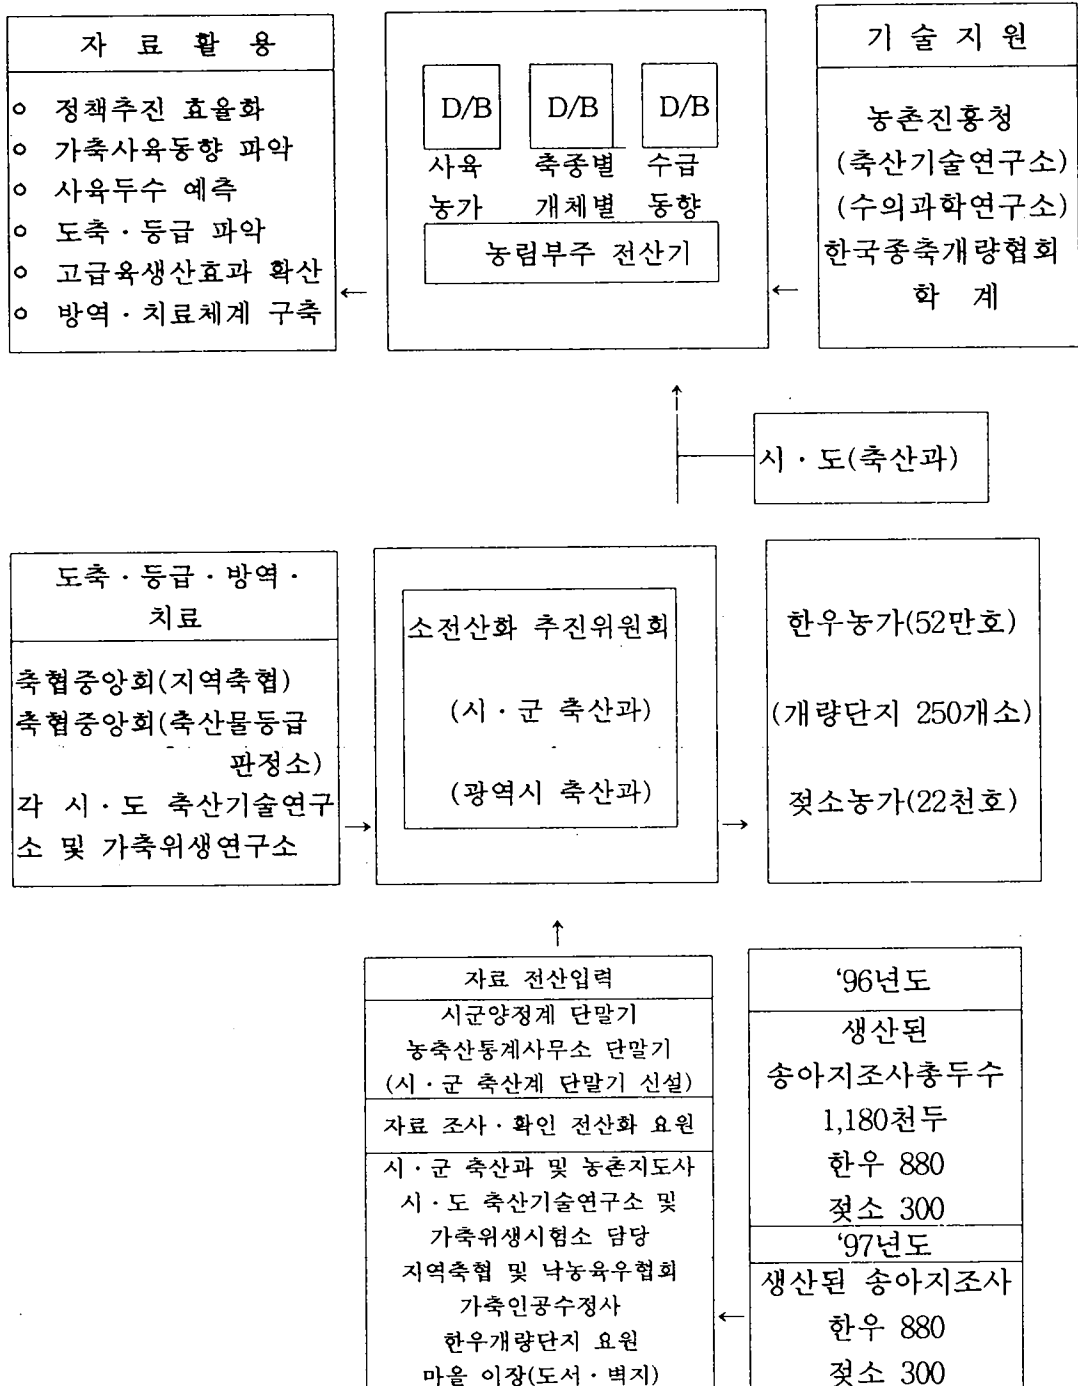 자 료 활 용
○ 정책추진 효율화
○ 가축사육동향 파악
○ 사육두수 예측
○ 도축·등급 파악
○ 고급육생산효과 확산
○ 방역·치료체계 구축
←
D/B D/B D/B
사육 축종별 수급
농가 개체별 동향
농림부주 전산기
←
기 술 지 원
농촌진흥청
(축산기술연구소)
(수의과학연구소)
한국종축개량협회
학 계
↑
시·도(축산과)
도축·등급·방역·
치료
축협중앙회(지역축협)
축협중앙회(축산물등급
판정소)
각 시·도 축산기술연구
소 및 가축위생연구소
→
소전산화 추진위원회
(시·군 축산과)
(광역시 축산과)
→
한우농가(52만호)
(개량단지 250개소)
젖소농가(22천호)
↑
자료 전산입력
시군양정계 단말기
농축산통계사무소 단말기
(시·군 축산계 단말기 신설)
자료 조사·확인 전산화 요원
시·군 축산과 및 농촌지도사
시·도 축산기술연구소 및
가축위생시험소 담당
지역축협 및 낙농육우협회
가축인공수정사
한우개량단지 요원
마을 이장(도서·벽지)
←
'96년도
생산된
송아지조사총두수
1,180천두
한우 880
젖소 300
'97년도
생산된 송아지조사
한우 880
젖소 300